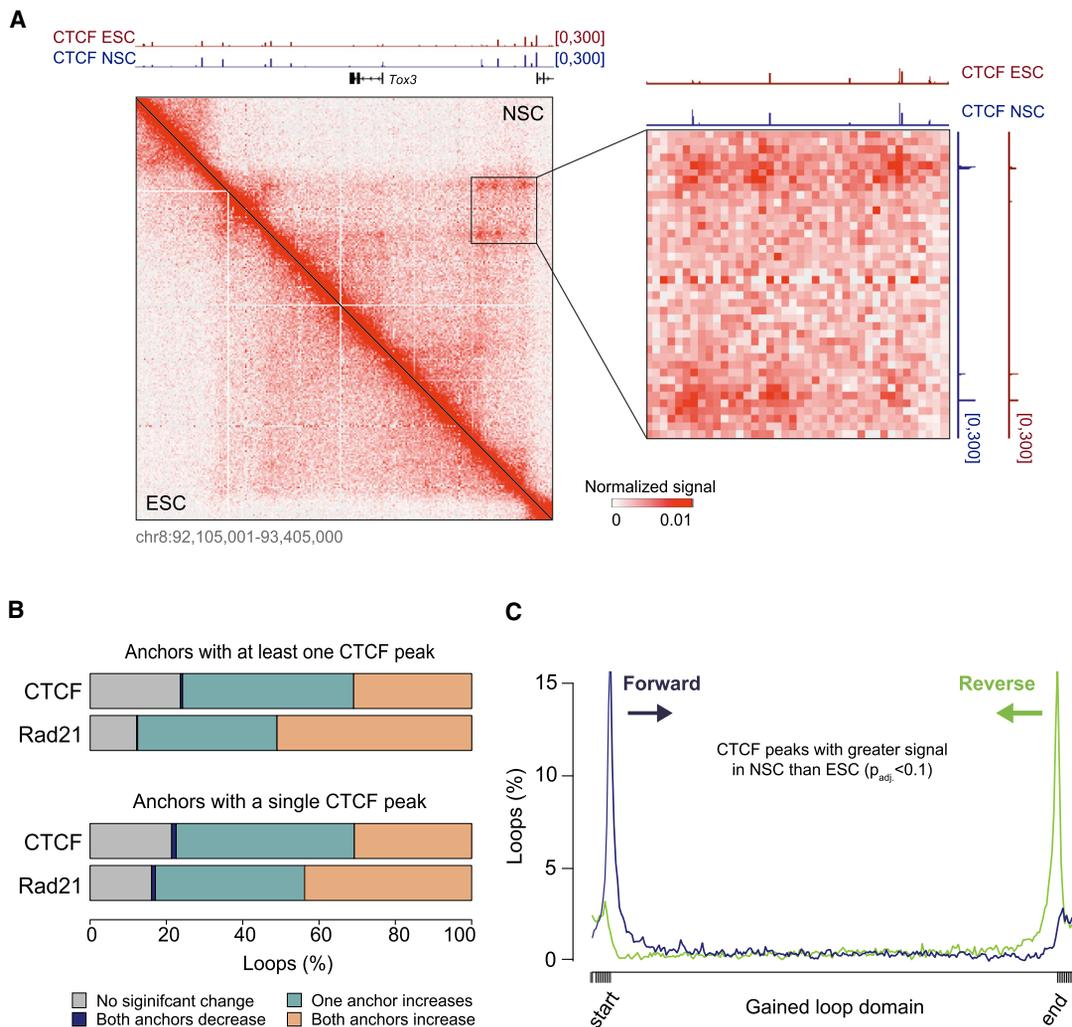 A
CTCF ESC [0,300]
CTCF NSC [0,300]
Tox3
NSC
ESC
chr8:92,105,001-93,405,000
CTCF ESC
CTCF NSC
[0,300]
[0,300]
Normalized signal
0 0.01
B
Anchors with at least one CTCF peak
CTCF
Rad21
Anchors with a single CTCF peak
CTCF
Rad21
0 20 40 60 80 100
Loops (%)
No siginifcant change
One anchor increases
Both anchors decrease
Both anchors increase
C
Loops (%)
15
10
5
0
Forward
Reverse
CTCF peaks with greater signal
in NSC than ESC (padj.<0.1)
start
Gained loop domain
end